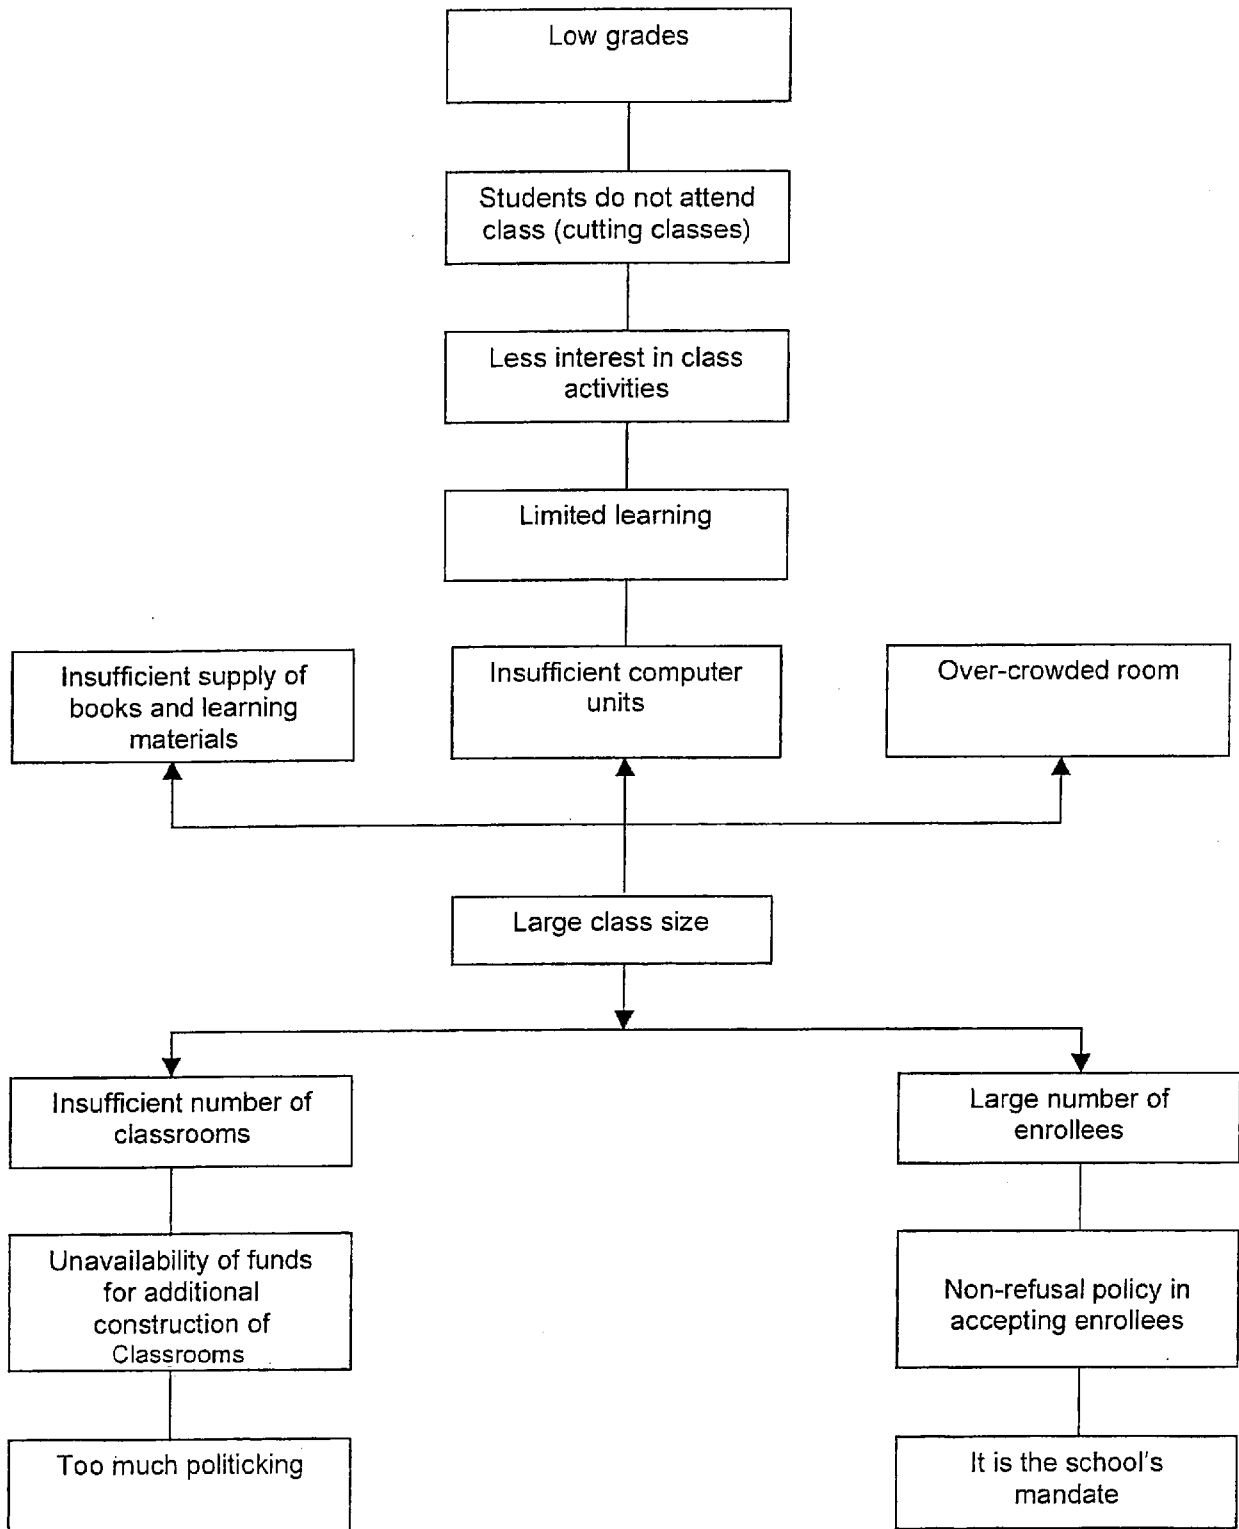 Low grades
Students do not attend
class (cutting classes)
Less interest in class
activities
Limited learning
Insufficient supply of
books and learning
materials
Insufficient computer
units
Over-crowded room
Large class size
Insufficient number of
classrooms
Large number of
enrollees
Unavailability of funds
for additional
construction of
Classrooms
Non-refusal policy in
accepting enrollees
Too much politicking
It is the school's
mandate